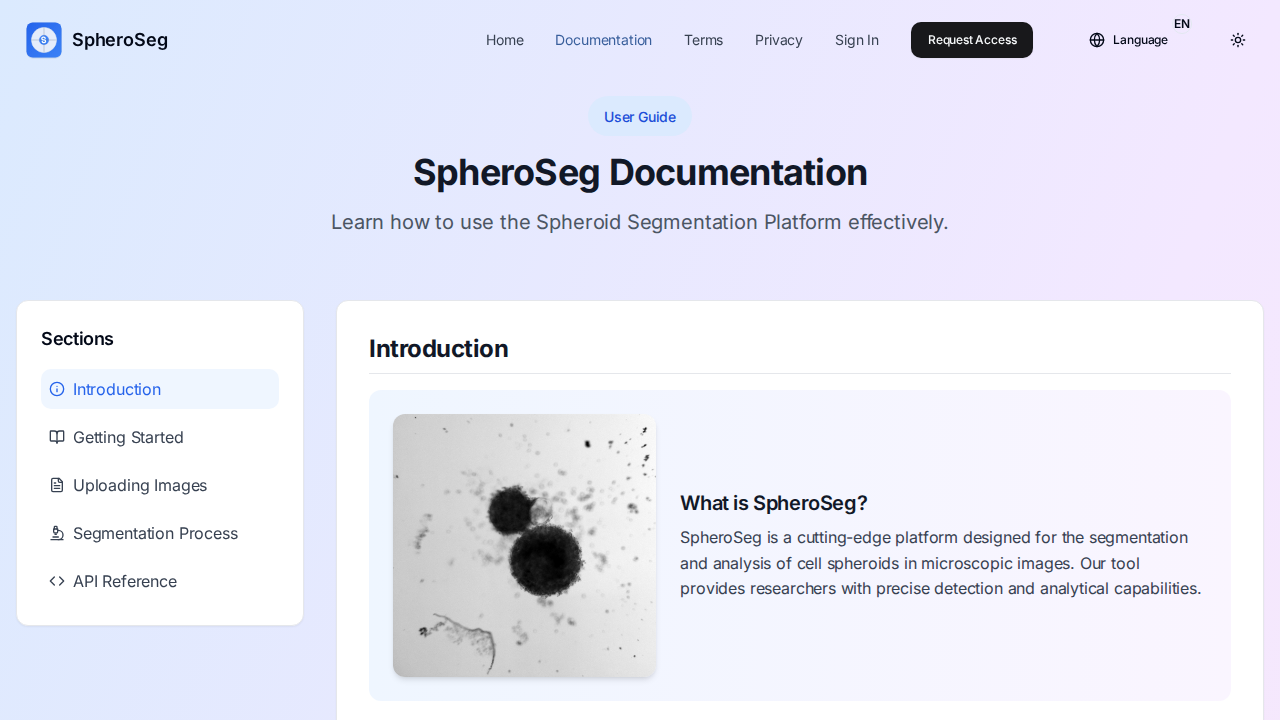 SpheroSeg
Home
Documentation
Terms
Privacy
Sign In
Request Access
Language
EN
User Guide
SpheroSeg Documentation
Learn how to use the Spheroid Segmentation Platform effectively.
Sections
Introduction
Getting Started
Uploading Images
Segmentation Process
API Reference
Introduction
What is SpheroSeg?
SpheroSeg is a cutting-edge platform designed for the segmentation
and analysis of cell spheroids in microscopic images. Our tool
provides researchers with precise detection and analytical capabilities.